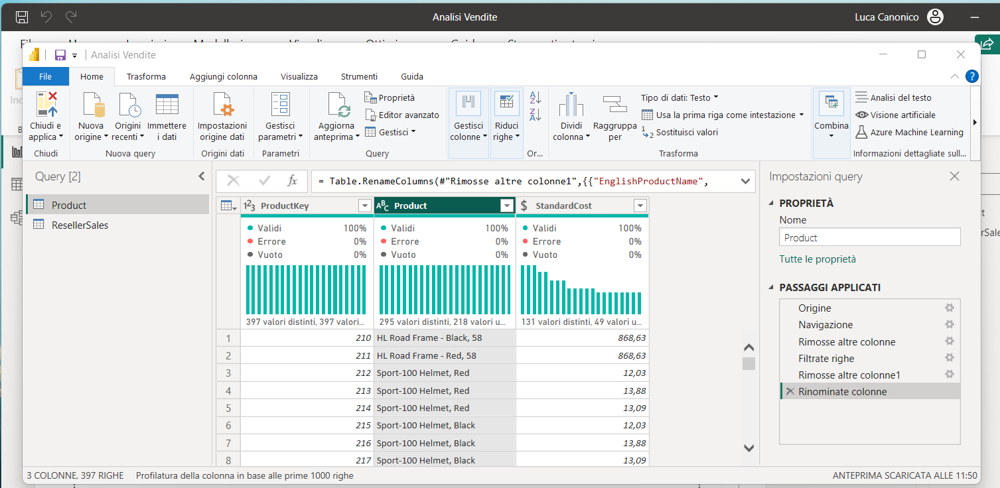 Analisi Vendite
Luca Canonico
Analisi Vendite
File
Home
Trasforma
Aggiungi colonna
Visualizza
Strumenti
Guida
Chiudi e applica
Nuova origine
Origini recenti
Immettere i dati
Impostazioni origine dati
Gestisci parametri
Aggiorna anteprima
Proprietà
Editor avanzato
Gestisci
Gestisci colonne
Riduci righe
Dividi colonna
Raggruppa per
Tipo di dati: Testo
Usa la prima riga come intestazione
Sostituisci valori
Combina
Analisi del testo
Visione artificiale
Azure Machine Learning
Chiudi
Nuova query
Origini dati
Parametri
Query
Or...
Trasforma
Informazioni dettagliate sull...
Query [2]
Product
ResellerSales
fx
= Table.RenameColumns(#"Rimosse altre colonne1",{{"EnglishProductName",
1²3 ProductKey
ABC Product
$ StandardCost
Validi 100%
Errore 0%
Vuoto 0%
397 valori distinti, 397 valori...
Validi 100%
Errore 0%
Vuoto 0%
295 valori distinti, 218 valori u...
Validi 100%
Errore 0%
Vuoto 0%
131 valori distinti, 49 valori u...
1 210 HL Road Frame - Black, 58 868,63
2 211 HL Road Frame - Red, 58 868,63
3 212 Sport-100 Helmet, Red 12,03
4 213 Sport-100 Helmet, Red 13,88
5 214 Sport-100 Helmet, Red 13,09
6 215 Sport-100 Helmet, Black 12,03
7 216 Sport-100 Helmet, Black 13,88
8 217 Sport-100 Helmet, Black 13,09
Impostazioni query
PROPRIETÀ
Nome
Product
Tutte le proprietà
PASSAGGI APPLICATI
Origine
Navigazione
Rimosse altre colonne
Filtrate righe
Rimosse altre colonne1
Rinominate colonne
3 COLONNE, 397 RIGHE
Profilatura della colonna in base alle prime 1000 righe
ANTEPRIMA SCARICATA ALLE 11:50